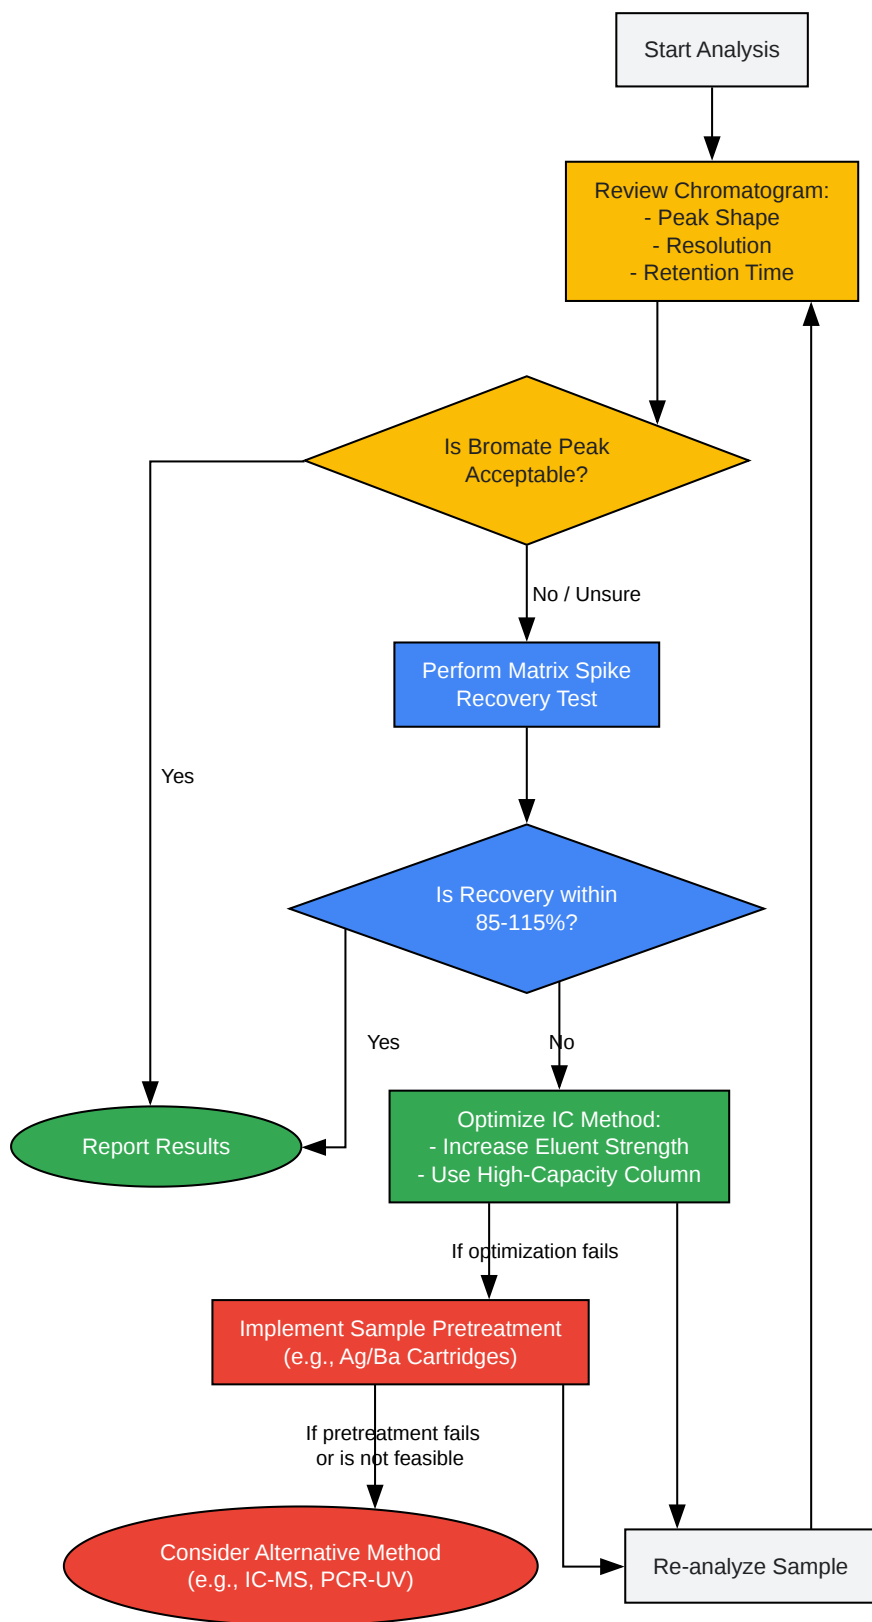 Start Analysis
Review Chromatogram:
- Peak Shape
- Resolution
- Retention Time
Is Bromate Peak
Acceptable?
No / Unsure
Perform Matrix Spike
Recovery Test
Yes
Is Recovery within
85-115%?
Yes
No
Optimize IC Method:
- Increase Eluent Strength
- Use High-Capacity Column
Report Results
If optimization fails
Implement Sample Pretreatment
(e.g., Ag/Ba Cartridges)
If pretreatment fails
or is not feasible
Consider Alternative Method
(e.g., IC-MS, PCR-UV)
Re-analyze Sample